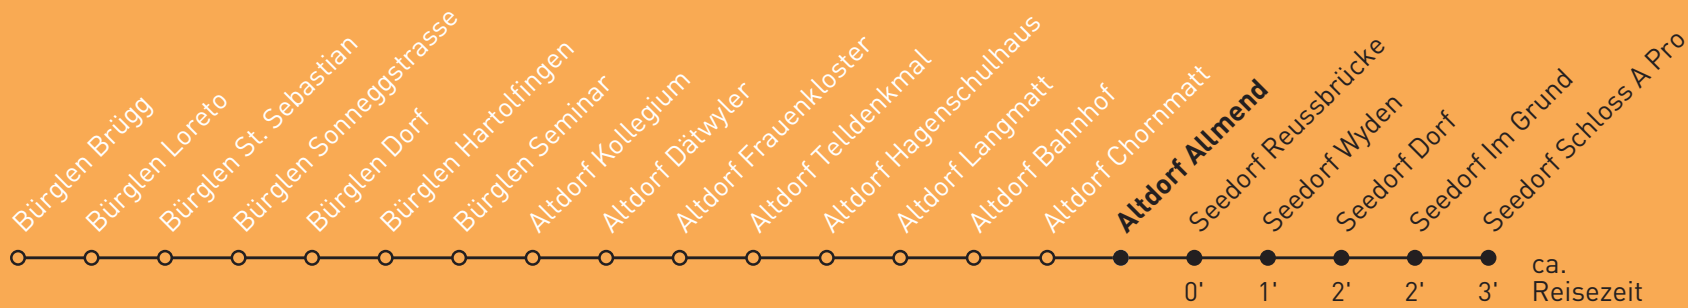 Bürglen Brügg
Bürglen Loreto
Bürglen St. Sebastian
Bürglen Sonneggstrasse
Bürglen Dorf
Bürglen Hartolfingen
Bürglen Seminar
Altdorf Kollegium
Altdorf Dätwyler
Altdorf Frauenkloster
Altdorf Telldenkmal
Altdorf Hagenschulhaus
Altdorf Langmatt
Altdorf Bahnhof
Altdorf Chornmatt
Altdorf Allmend
Seedorf Reussbrücke
Seedorf Wyden
Seedorf Dorf
Seedorf Im Grund
Seedorf Schloss A Pro
0' 1' 2' 2' 3'
ca.
Reisezeit